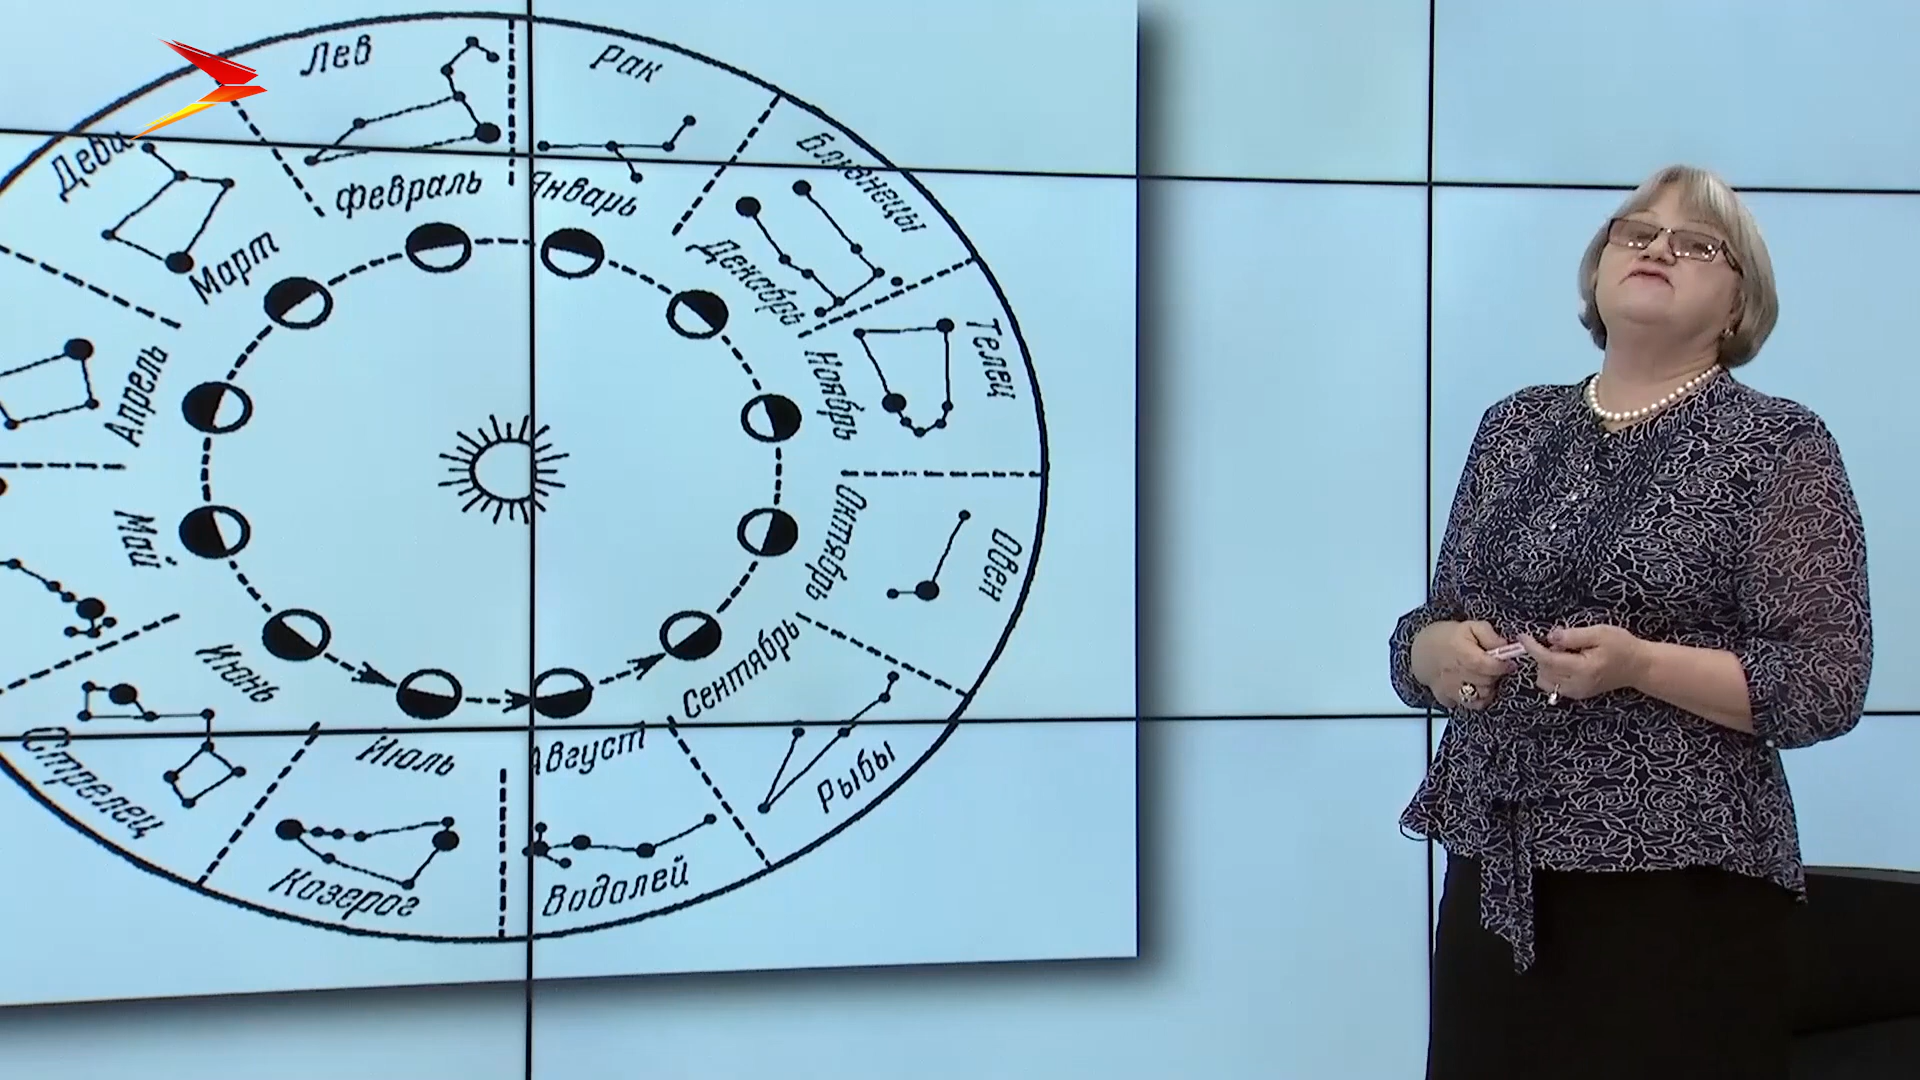 Лев
Рак
Дева
Февраль
Январь
Близнецы
Март
Декабрь
Телец
Апрель
Ноябрь
Май
Октябрь
Овен
Июнь
Сентябрь
Стрелец
Июль
Август
Рыбы
Козерог
Водолей